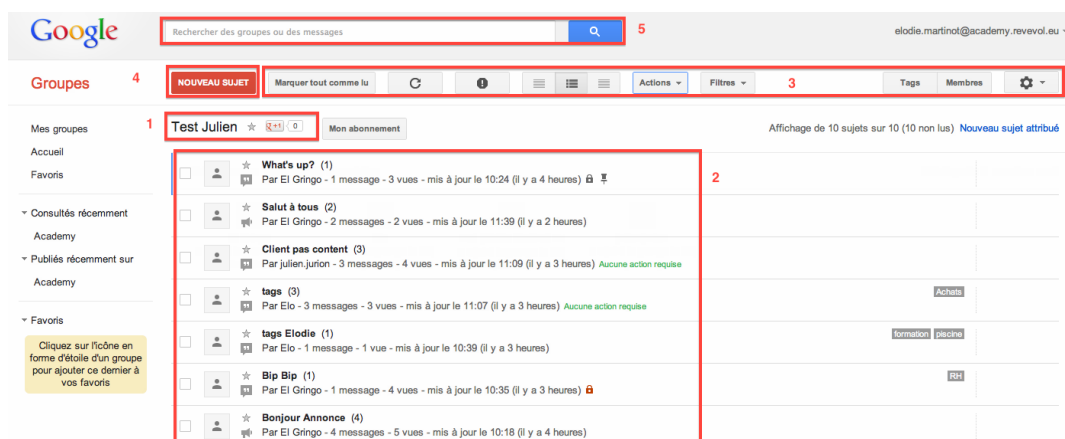 Google
Rechercher des groupes ou des messages
5
elodie.martinot@academy.revevol.eu
Groupes
4
NOUVEAU SUJET
Marquer tout comme lu
Actions
Filtres
3
Tags
Membres
Mes groupes
Accueil
Favoris
Consultés récemment
Academy
Publiés récemment sur
Academy
Favoris
Cliquez sur l'icône en
forme d'étoile d'un groupe
pour ajouter ce dernier à
vos favoris
1
Test Julien +1 0 Mon abonnement
Affichage de 10 sujets sur 10 (10 non lus) Nouveau sujet attribué
2
What's up? (1)
Par El Gringo - 1 message - 3 vues - mis à jour le 10:24 (il y a 4 heures)
Salut à tous (2)
Par El Gringo - 2 messages - 2 vues - mis à jour le 11:39 (il y a 2 heures)
Client pas content (3)
Par julien.jurion - 3 messages - 4 vues - mis à jour le 11:09 (il y a 3 heures) Aucune action requise
tags (3)
Par Elo - 3 messages - 3 vues - mis à jour le 11:07 (il y a 3 heures) Aucune action requise
Achats
tags Elodie (1)
Par Elo - 1 message - 1 vue - mis à jour le 10:39 (il y a 3 heures)
formation piscine
Bip Bip (1)
Par El Gringo - 1 message - 4 vues - mis à jour le 10:35 (il y a 3 heures)
RH
Bonjour Annonce (4)
Par El Gringo - 4 messages - 5 vues - mis à jour le 10:18 (il y a 4 heures)